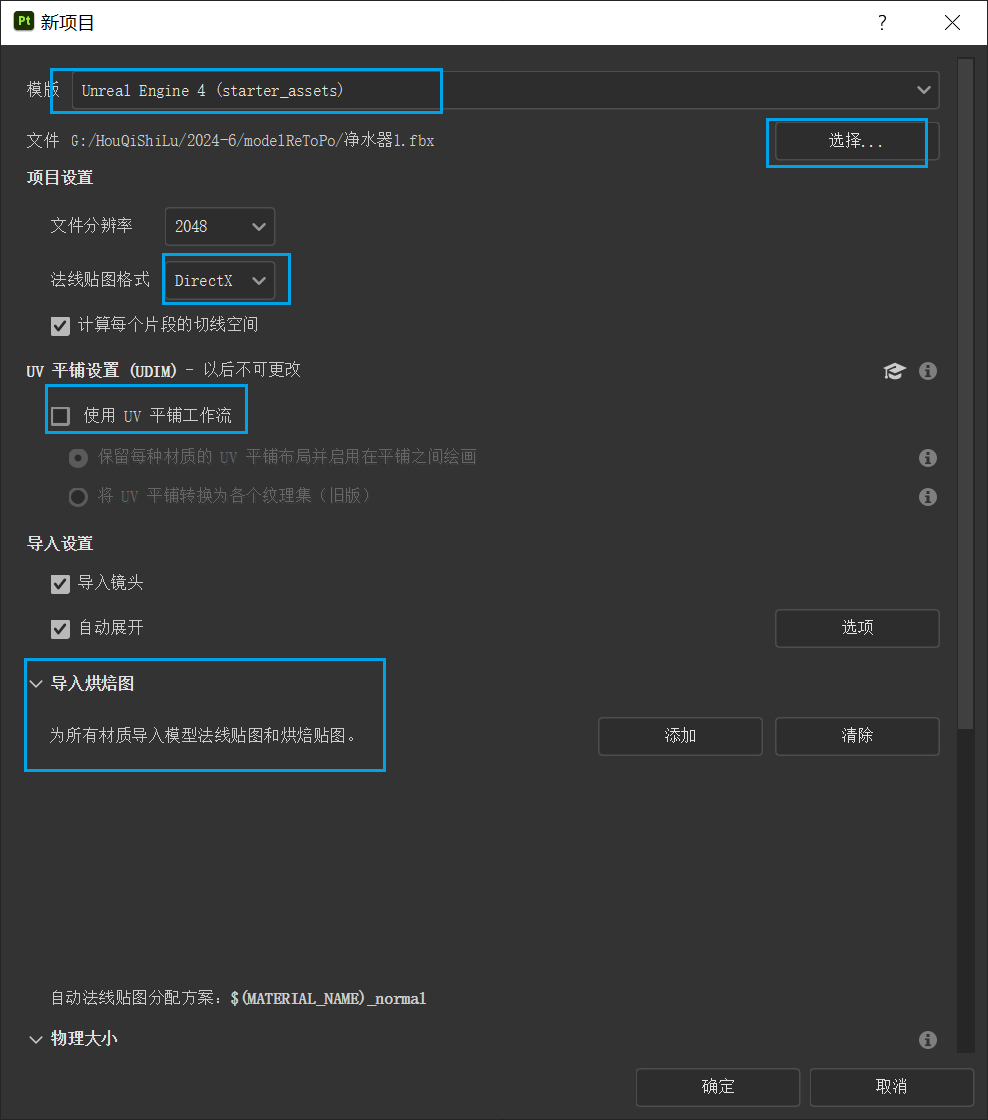 Pt 新项目 ?
模版 Unreal Engine 4 (starter_assets)
文件 G:/HouQiShiLu/2024-6/modelReToPo/净水器1.fbx 选择...
项目设置
文件分辨率 2048
法线贴图格式 DirectX
计算每个片段的切线空间
UV 平铺设置 (UDIM) - 以后不可更改
使用 UV 平铺工作流
保留每种材质的 UV 平铺布局并启用在平铺之间绘画
将 UV 平铺转换为各个纹理集（旧版）
导入设置
导入镜头
自动展开 选项
导入烘焙图
为所有材质导入模型法线贴图和烘焙贴图。 添加 清除
自动法线贴图分配方案：$(MATERIAL_NAME)_normal
物理大小
确定 取消